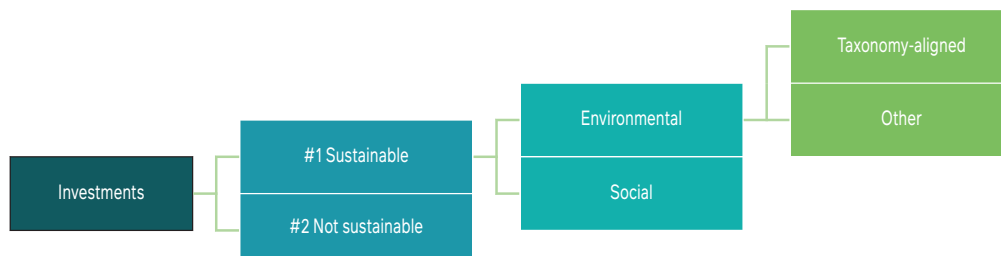 Taxonomy-aligned
Environmental
Other
#1 Sustainable
Investments
Social
#2 Not sustainable